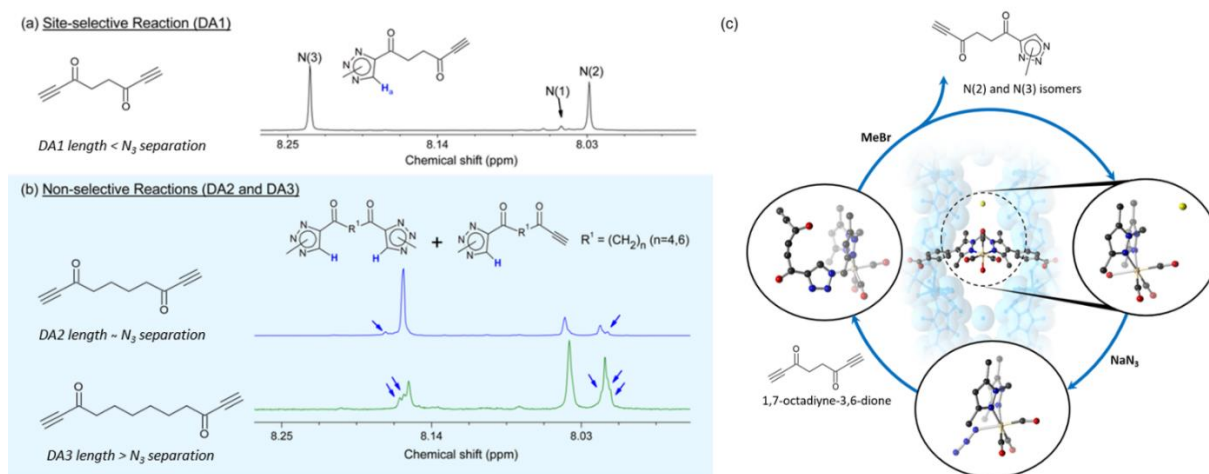 (a) Site-selective Reaction (DA1)
O
O
DA1 length < N₃ separation
N(3)
N
N
N
O
O
Hₐ
N(1)
N(2)
8.25
8.14
8.03
Chemical shift (ppm)
(b) Non-selective Reactions (DA2 and DA3)
O
O
DA2 length ~ N₃ separation
O
O
DA3 length > N₃ separation
N
N
N
O
R¹
O
N
N
N
H
H
+
N
N
N
O
R¹
O
H
R¹ = (CH₂)ₙ (n=4,6)
8.25
8.14
8.03
Chemical shift (ppm)
(c)
O
O
N
N
N
N(2) and N(3) isomers
MeBr
NaN₃
O
O
1,7-octadiyne-3,6-dione